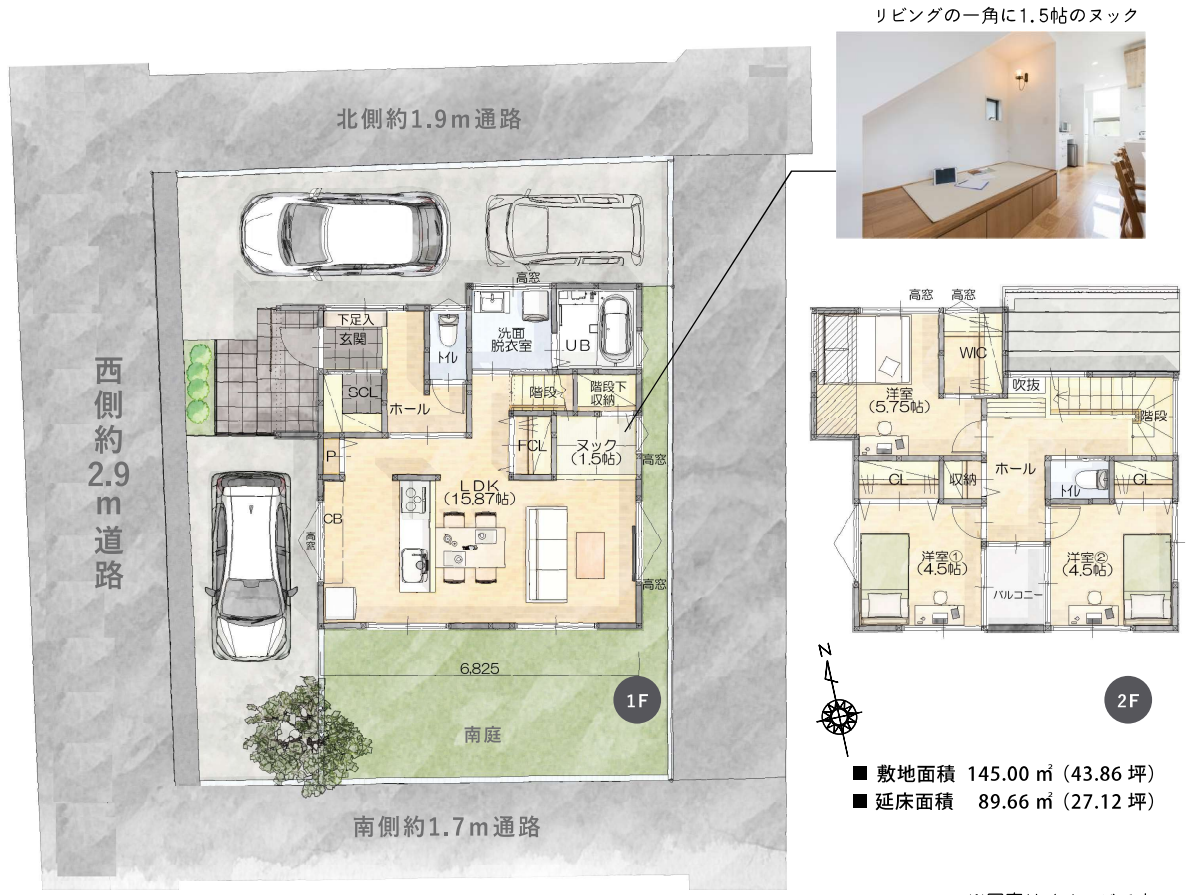 リビングの一角に1.5帖のヌック
北側約1.9m通路
西側約2.9m道路
南側約1.7m通路
高窓
下足入
玄関
トイレ
洗面
脱衣室
UB
SCL
ホール
階段
階段下
収納
P
FCL
ヌック
(1.5帖)
高窓
LDK
(15.87帖)
CB
高窓
高窓
6,825
南庭
1F
高窓
高窓
WIC
吹抜
洋室
(5.75帖)
階段
ホール
CL
収納
トイレ
CL
洋室①
(4.5帖)
洋室②
(4.5帖)
バルコニー
N
2F
■ 敷地面積 145.00 ㎡ (43.86 坪)
■ 延床面積 89.66 ㎡ (27.12 坪)